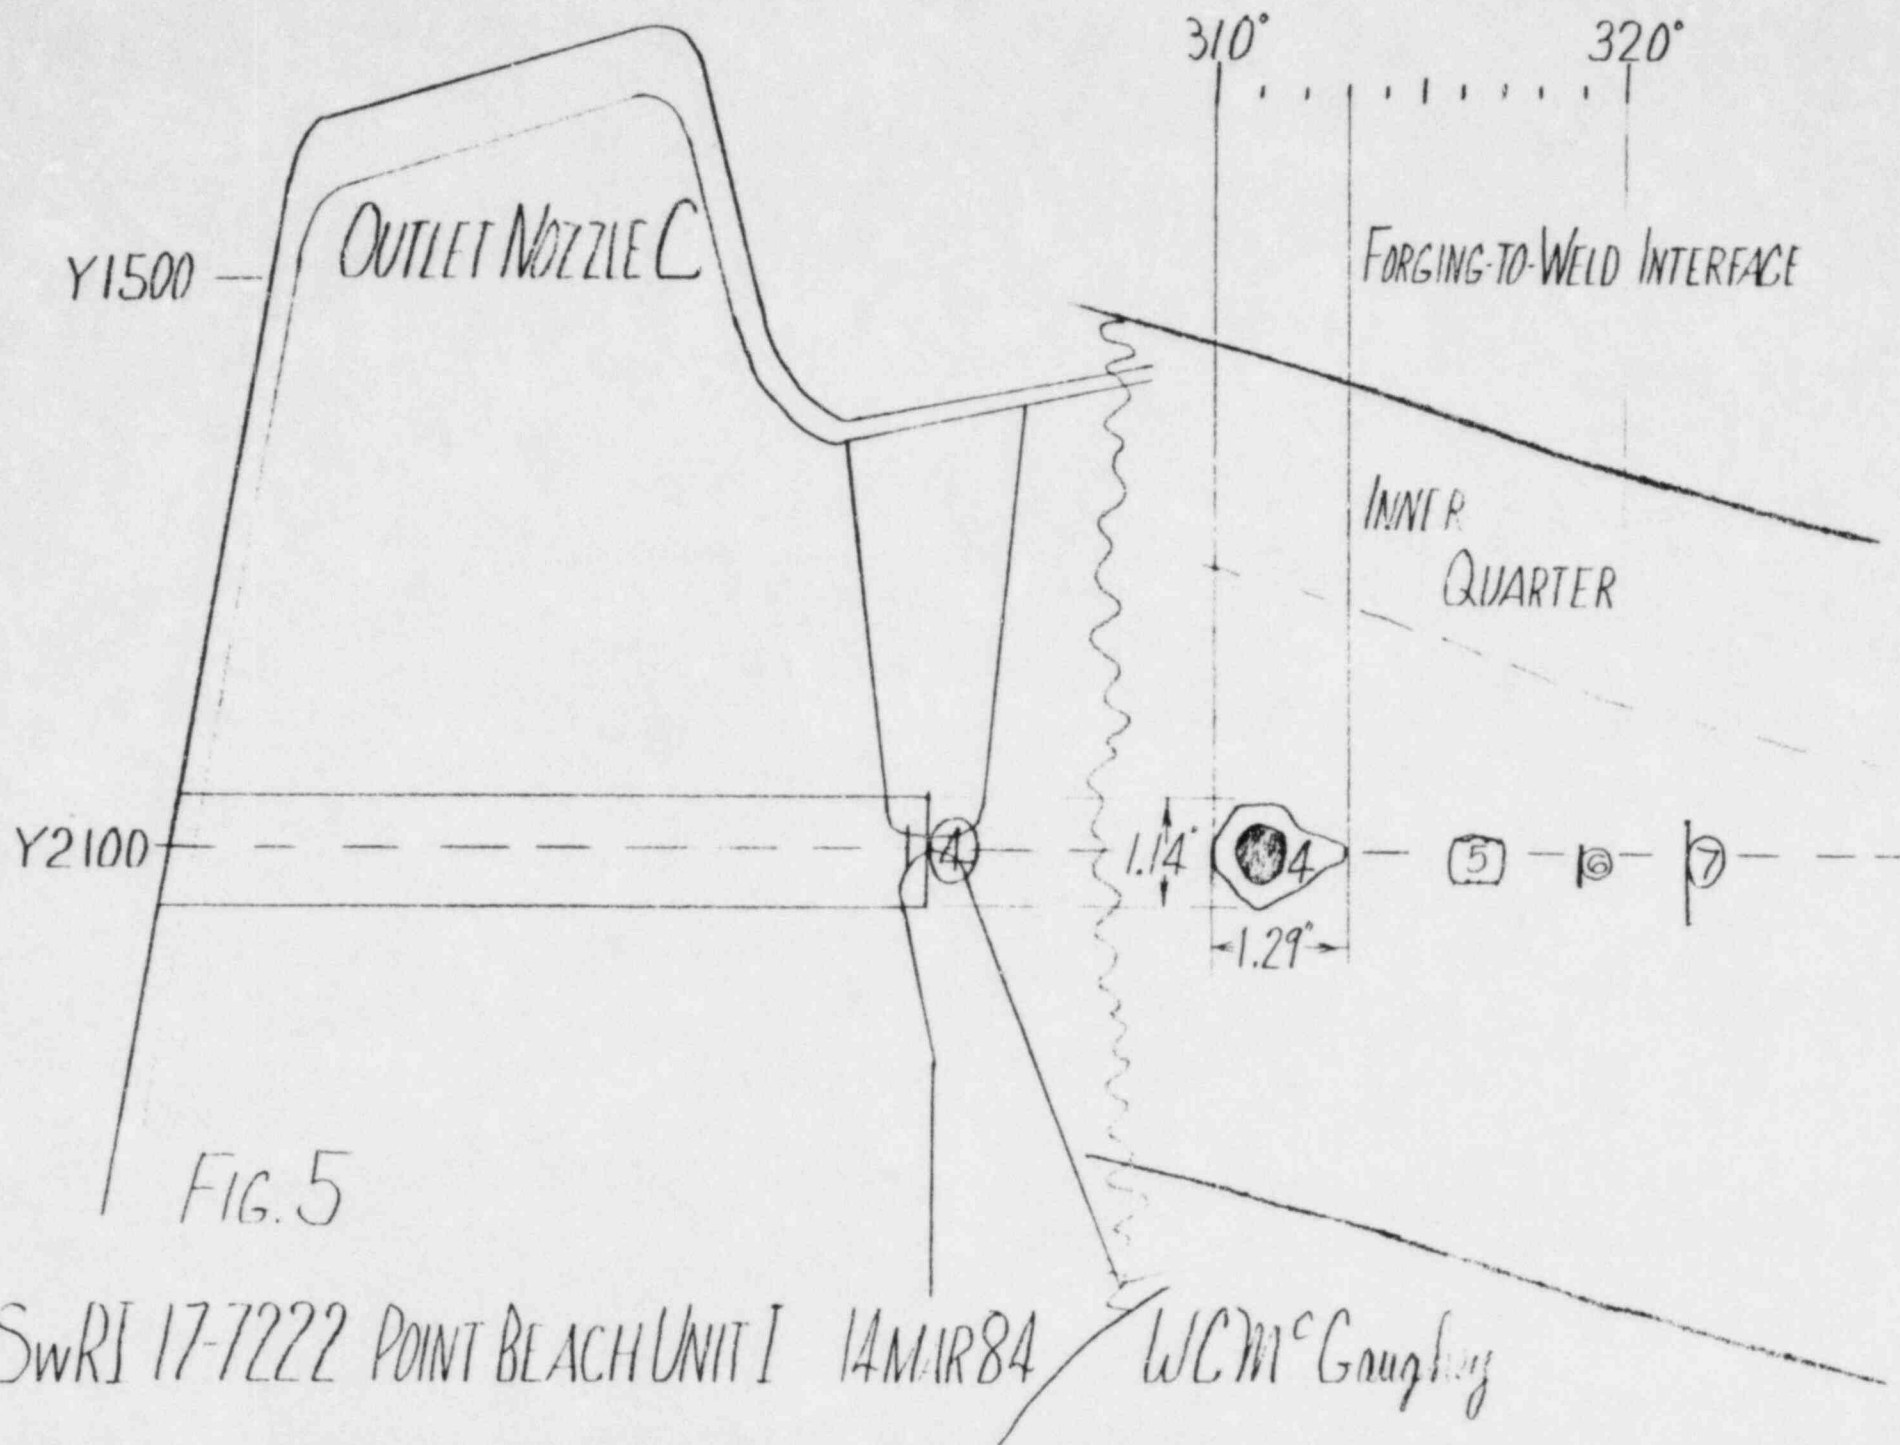 310° 320°
OUTLET NOZZLE C
Y1500
FORGING-TO-WELD INTERFACE
INNER
QUARTER
Y2100
4
1.14"
4
5
6
7
1.29"
FIG. 5
SwRI 17-7222 POINT BEACH UNIT I 14MAR84 WCMcGaughey